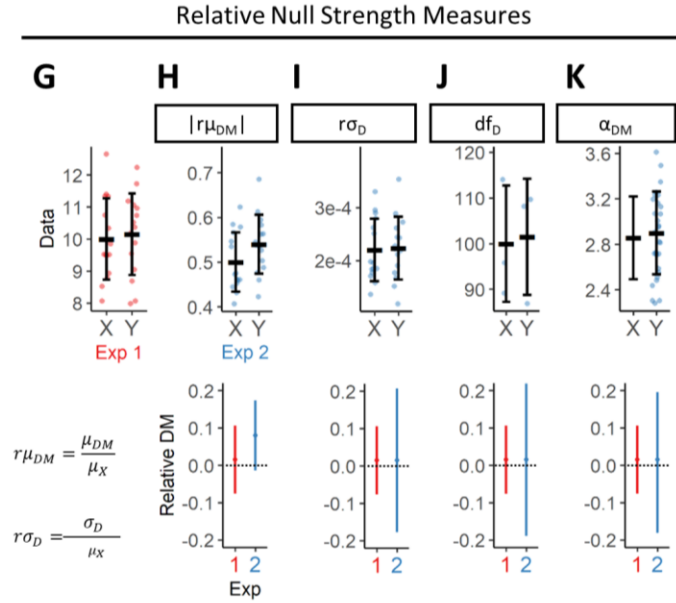 Relative Null Strength Measures
G H I J K
|rμDM| rσD dfD αDM
Data
12
11
10
9
8
X Y
Exp 1
0.7
0.6
0.5
0.4
X Y
Exp 2
3e-4
2e-4
X Y
120
110
100
90
X Y
3.6
3.2
2.8
2.4
X Y
rμDM = μDM / μX
rσD = σD / μX
Relative DM
0.2
0.1
0.0
-0.1
-0.2
1 2
Exp
0.2
0.1
0.0
-0.1
-0.2
1 2
0.2
0.1
0.0
-0.1
-0.2
1 2
0.2
0.1
0.0
-0.1
-0.2
1 2